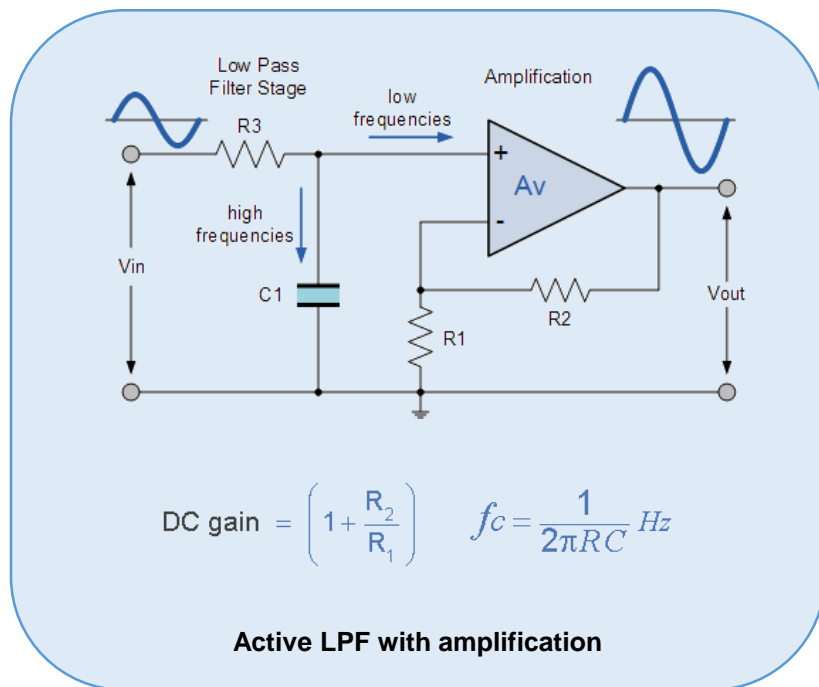 Low Pass
Filter Stage
Amplification
low
frequencies
R3
+
Av
-
high
frequencies
Vin
C1
R1
R2
Vout
DC gain = (1 + R₂/R₁)
fc = 1/2πRC Hz
Active LPF with amplification